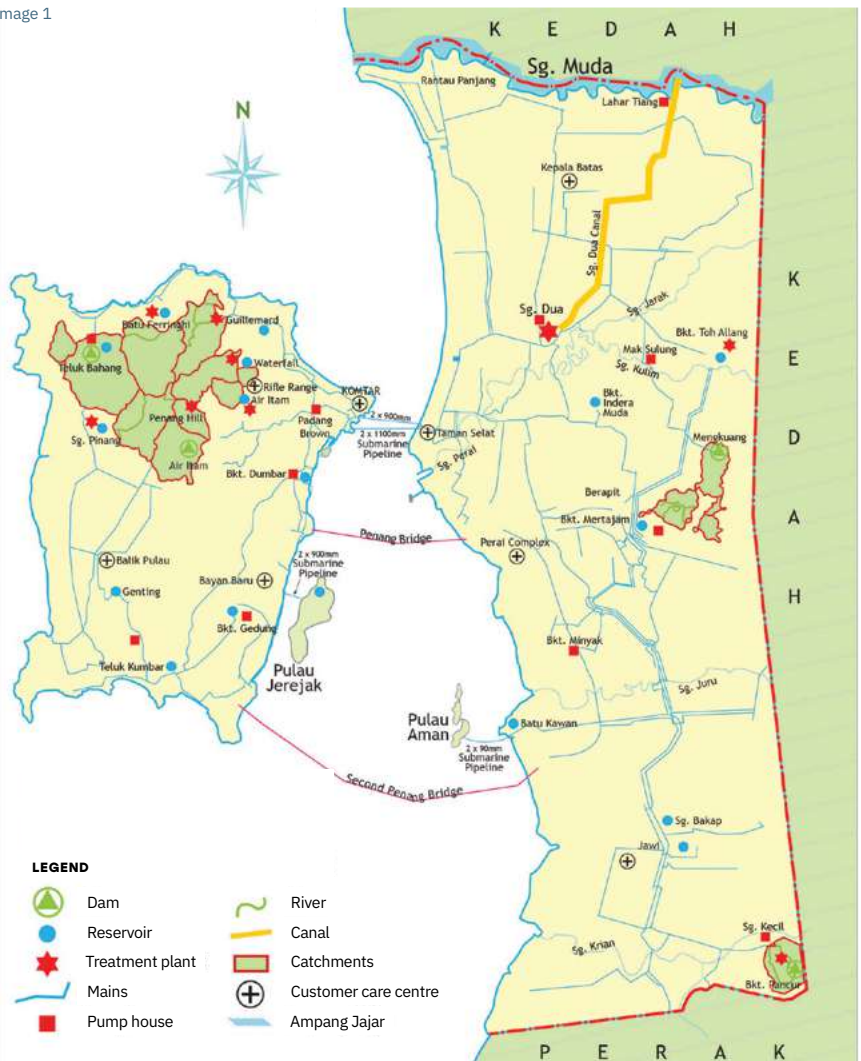 mage 1
K E D A H
Sg. Muda
Rantau Panjang
Lahar Tiang
N
Kepala Batas
Sg. Dua Canal
K
E
D
A
H
Sg. Dua
Sg. Jarak
Bkt. Toh Allang
Mak Sulung
Sg. Kulim
Batu Ferringhi
Guillemard
Teluk Bahang
Waterfall
Rifle Range
KOMTAR
Air Itam
Bkt.
Indera
Muda
Penang Hill
Padang
Brown
2 x 900mm
2 x 1100mm
Submarine
Pipeline
Taman Selat
Sg. Pinang
Sg. Perai
Mengkuang
Air Itam
Bkt. Dumbar
Berapit
Bkt. Mertajam
Penang Bridge
Perai Complex
Balik Pulau
2 x 900mm
Submarine
Pipeline
Bayan Baru
Genting
Bkt. Gedung
Bkt. Minyak
Teluk Kumbar
Pulau
Jerejak
Sg. Juru
Pulau
Aman
Batu Kawan
2 x 90mm
Submarine
Pipeline
Second Penang Bridge
Sg. Bakap
Jawi
Sg. Kecil
Sg. Krian
Bkt. Pancur
P E R A K
LEGEND
Dam
Reservoir
Treatment plant
Mains
Pump house
River
Canal
Catchments
Customer care centre
Ampang Jajar